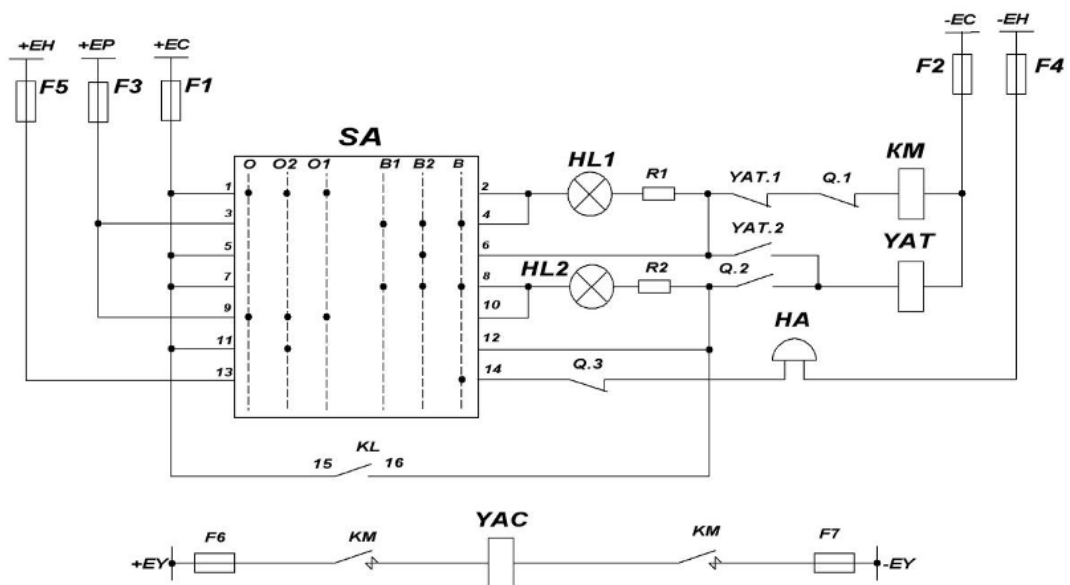 -EC -EH
+EH +EP +EC
F5 F3 F1 F2 F4
SA
O O2 O1 B1 B2 B
HL1 R1 YAT.1 Q.1 KM
1 2
3 4
YAT.2 YAT
5 6
HL2 R2 Q.2
7 8
9 10
HA
11 12
13 14 Q.3
KL
15 16
YAC
F6 KM KM F7
+EY -EY